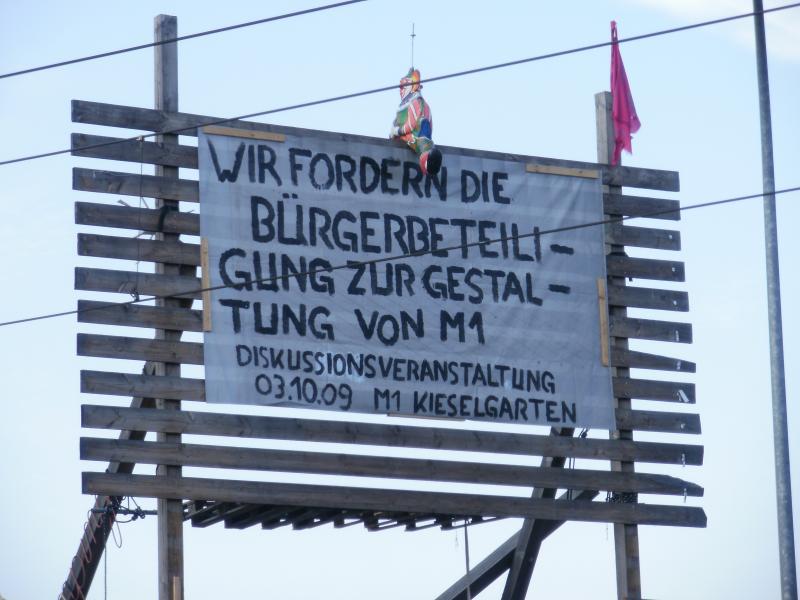 WIR FORDERN DIE
BÜRGERBETEILI-
GUNG ZUR GESTAL-
TUNG VON M1
DISKUSSIONSVERANSTALTUNG
03.10.09 M1 KIESELGARTEN